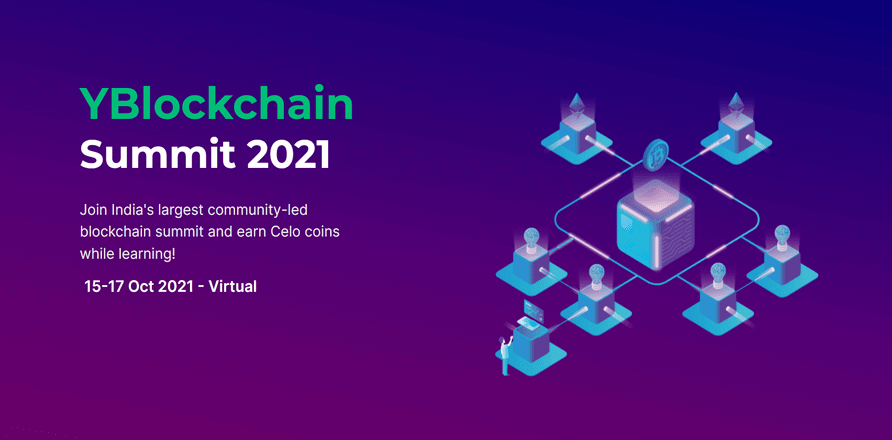 YBlockchain
Summit 2021
Join India's largest community-led
blockchain summit and earn Celo coins
while learning!
15-17 Oct 2021 - Virtual